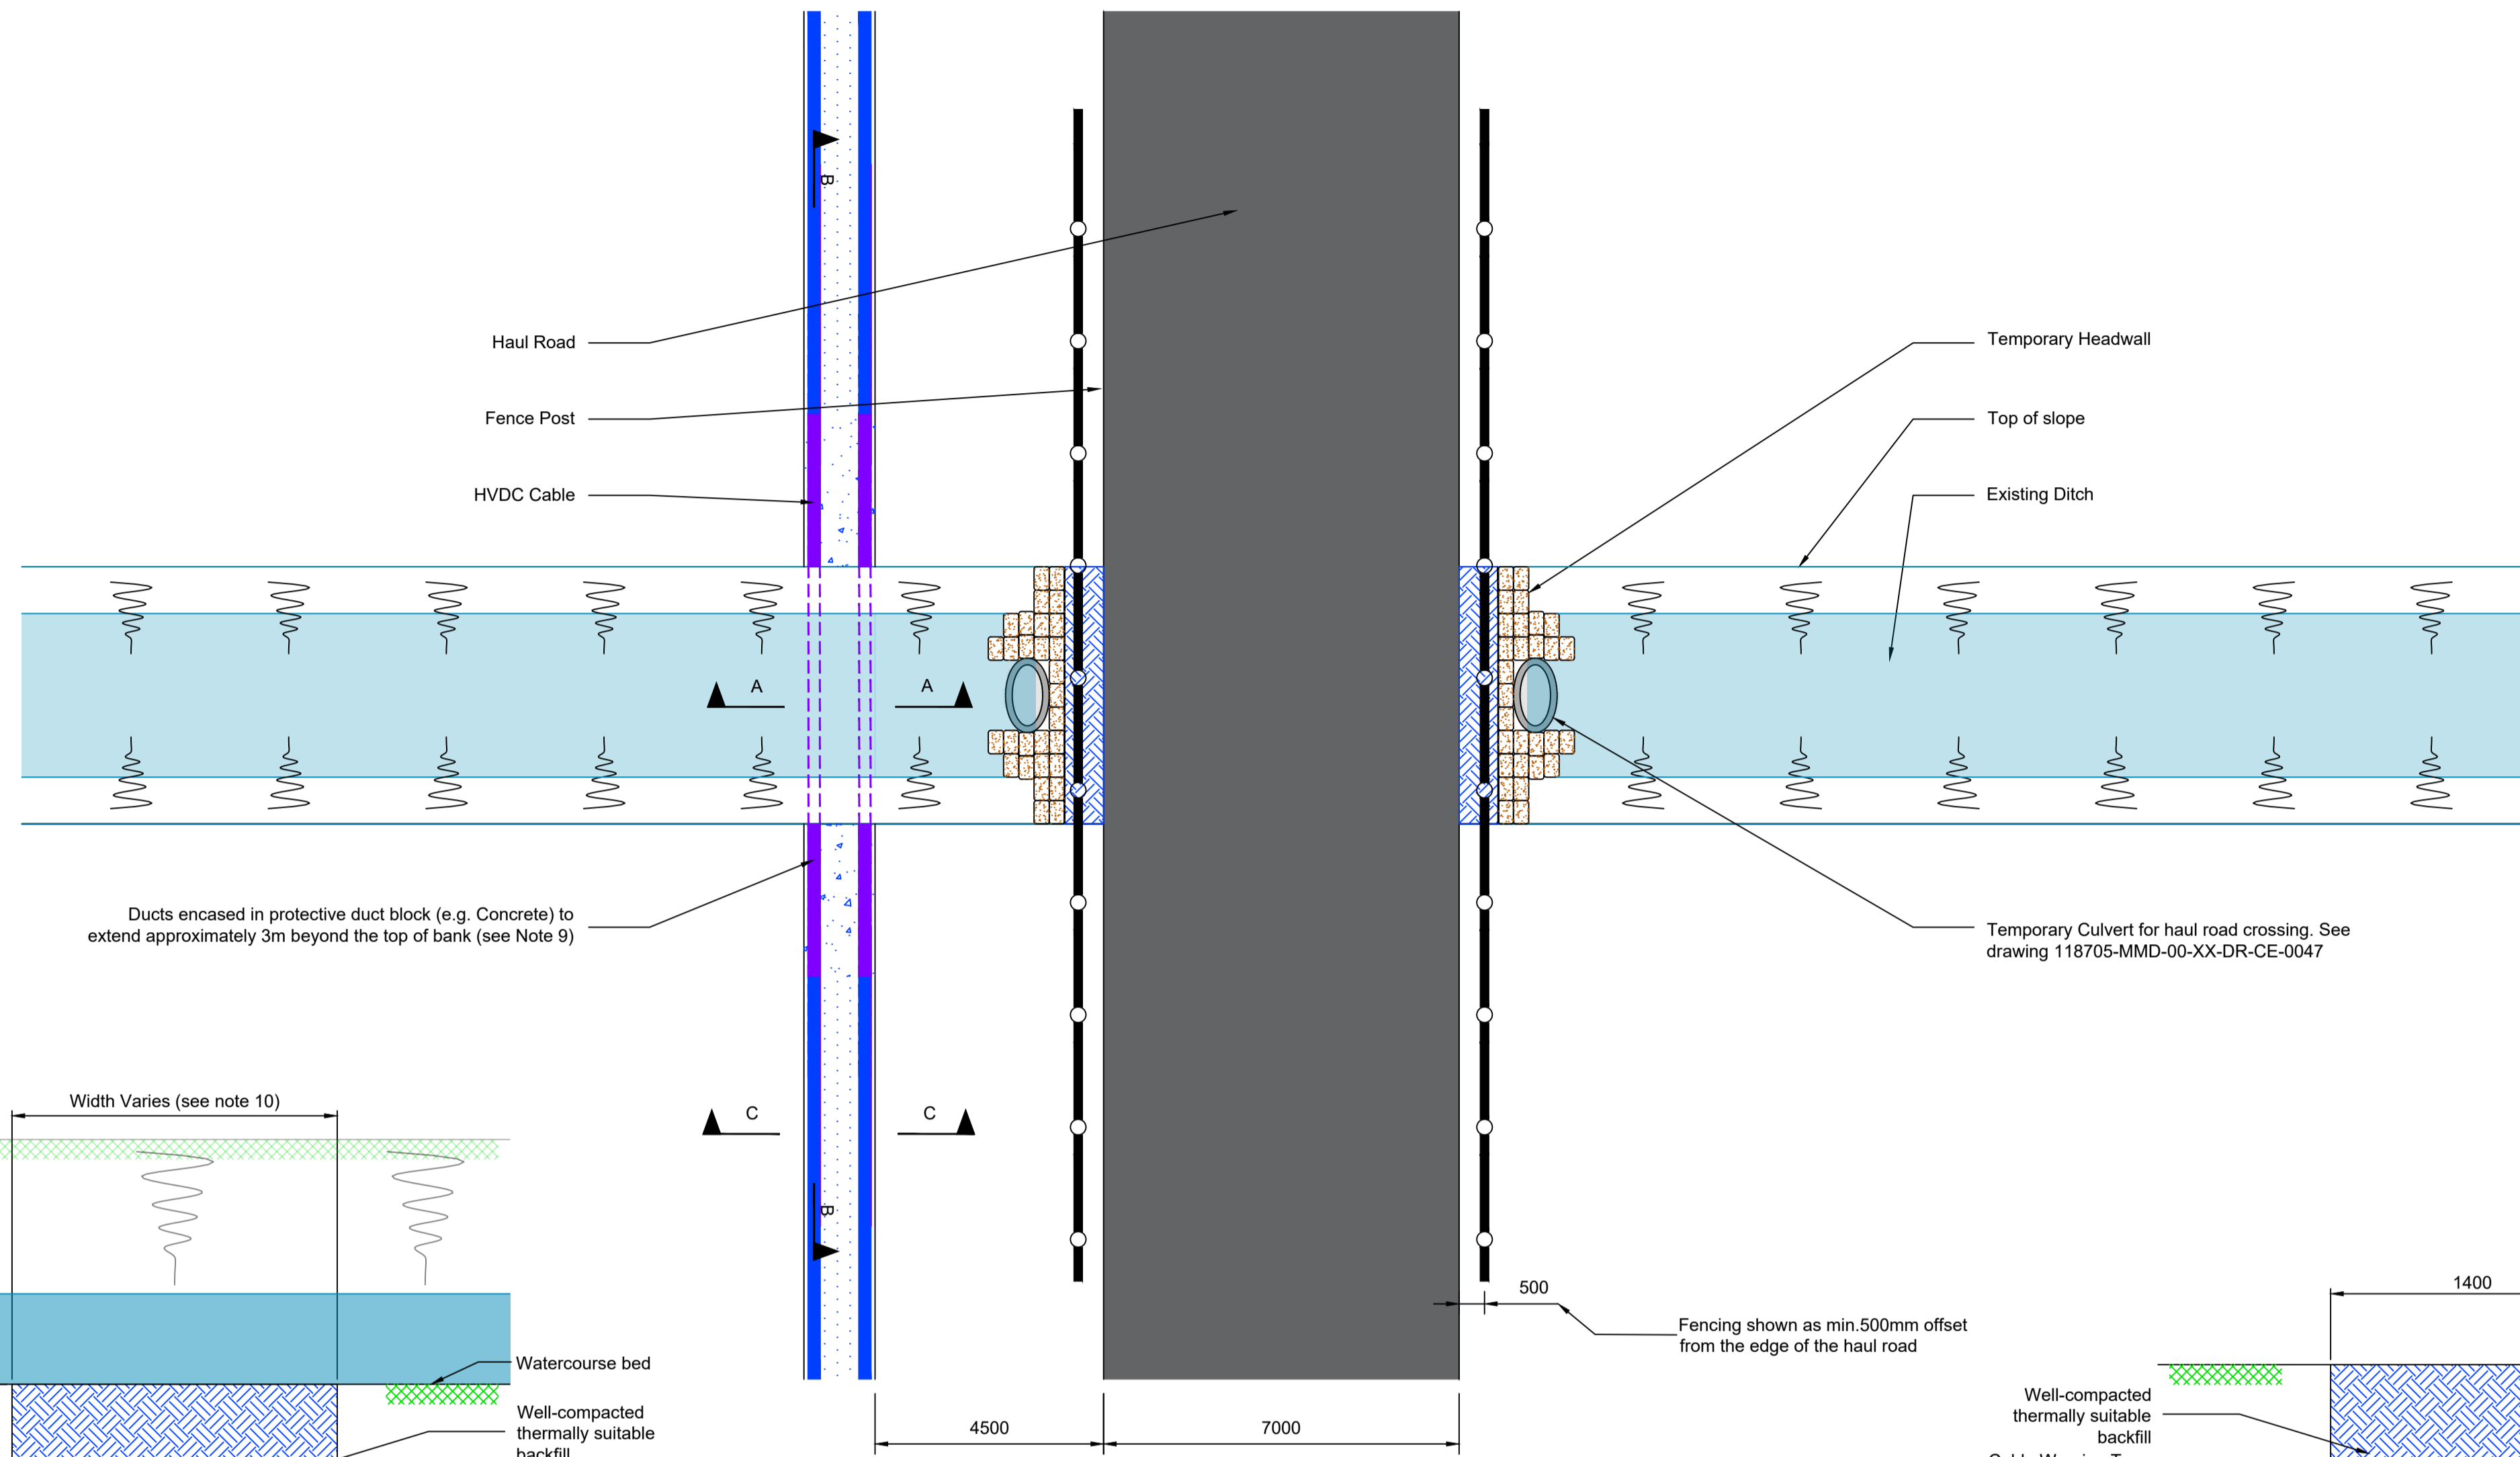 B
Haul Road
Temporary Headwall
Fence Post
Top of slope
HVDC Cable
Existing Ditch
A
A
Ducts encased in protective duct block (e.g. Concrete) to
extend approximately 3m beyond the top of bank (see Note 9)
Temporary Culvert for haul road crossing. See
drawing 118705-MMD-00-XX-DR-CE-0047
Width Varies (see note 10)
C
C
B
500
1400
Fencing shown as min.500mm offset
from the edge of the haul road
Watercourse bed
Well-compacted
thermally suitable
backfill
Well-compacted
thermally suitable
backfill
4500
7000